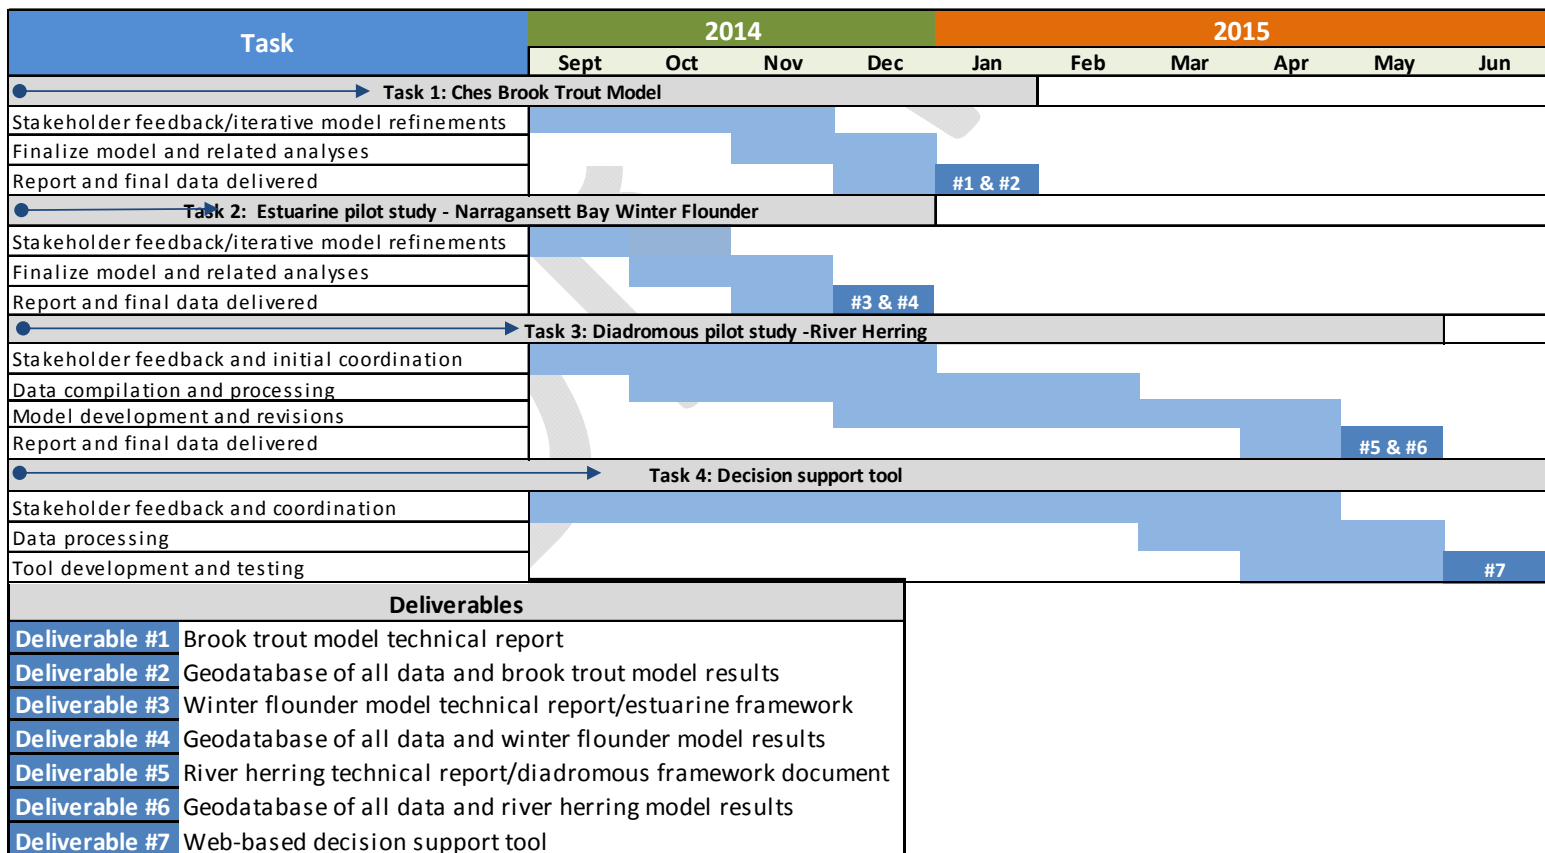 Task 2014 2015
Sept Oct Nov Dec Jan Feb Mar Apr May Jun
Task 1: Ches Brook Trout Model
Stakeholder feedback/iterative model refinements
Finalize model and related analyses
Report and final data delivered #1 & #2
Task 2: Estuarine pilot study - Narragansett Bay Winter Flounder
Stakeholder feedback/iterative model refinements
Finalize model and related analyses
Report and final data delivered #3 & #4
Task 3: Diadromous pilot study -River Herring
Stakeholder feedback and initial coordination
Data compilation and processing
Model development and revisions
Report and final data delivered #5 & #6
Task 4: Decision support tool
Stakeholder feedback and coordination
Data processing
Tool development and testing #7
Deliverables
Deliverable #1 Brook trout model technical report
Deliverable #2 Geodatabase of all data and brook trout model results
Deliverable #3 Winter flounder model technical report/estuarine framework
Deliverable #4 Geodatabase of all data and winter flounder model results
Deliverable #5 River herring technical report/diadromous framework document
Deliverable #6 Geodatabase of all data and river herring model results
Deliverable #7 Web-based decision support tool